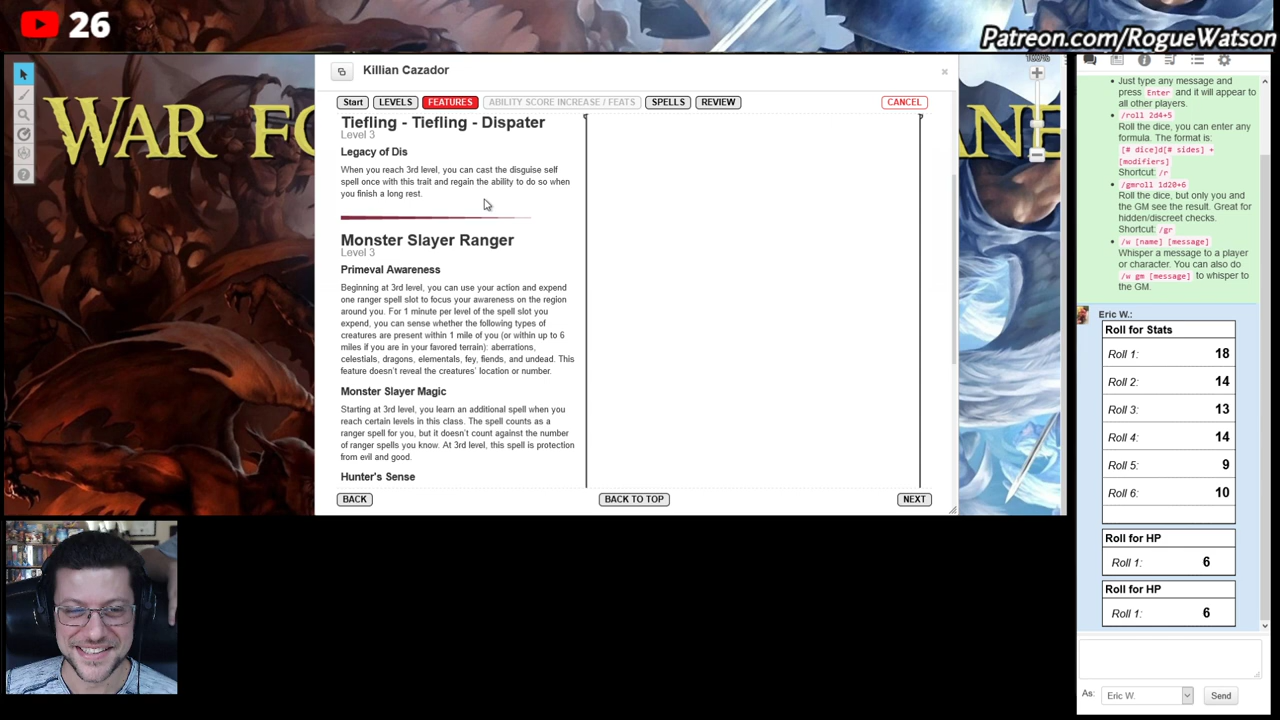 26
Patreon.com/RogueWatson
WAR FO
ANE
Killian Cazador
100%
Start LEVELS FEATURES ABILITY SCORE INCREASE / FEATS SPELLS REVIEW CANCEL
Tiefling - Tiefling - Dispater
Level 3
Legacy of Dis
When you reach 3rd level, you can cast the disguise self
spell once with this trait and regain the ability to do so when
you finish a long rest.
Monster Slayer Ranger
Level 3
Primeval Awareness
Beginning at 3rd level, you can use your action and expend
one ranger spell slot to focus your awareness on the region
around you. For 1 minute per level of the spell slot you
expend, you can sense whether the following types of
creatures are present within 1 mile of you (or within up to 6
miles if you are in your favored terrain): aberrations,
celestials, dragons, elementals, fey, fiends, and undead. This
feature doesn't reveal the creatures' location or number.
Monster Slayer Magic
Starting at 3rd level, you learn an additional spell when you
reach certain levels in this class. The spell counts as a
ranger spell for you, but it doesn't count against the number
of ranger spells you know. At 3rd level, this spell is protection
from evil and good.
Hunter's Sense
BACK BACK TO TOP NEXT
Just type any message and
press Enter and it will appear to
all other players.
/roll 2d4+5
Roll the dice, you can enter any
formula. The format is:
[# dice]d[# sides] +
[modifiers]
Shortcut: /r
/gmroll 1d20+6
Roll the dice, but only you and
the GM see the result. Great for
hidden/discreet checks.
Shortcut: /gr
/w [name] [message]
Whisper a message to a player
or character. You can also do
/w gm [message] to whisper to
the GM.
Eric W.:
Roll for Stats
Roll 1: 18
Roll 2: 14
Roll 3: 13
Roll 4: 14
Roll 5: 9
Roll 6: 10
Roll for HP
Roll 1: 6
Roll for HP
Roll 1: 6
As: Eric W. Send